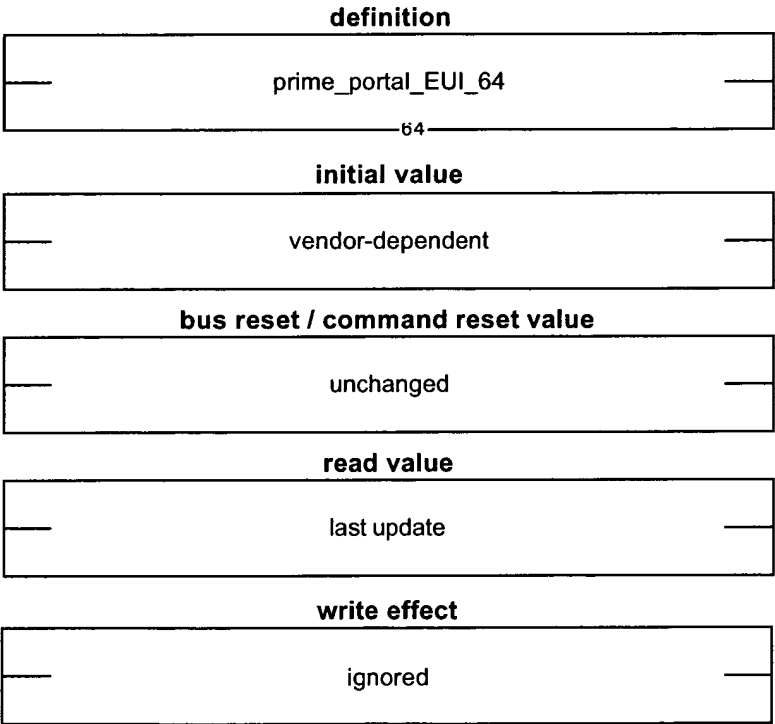 definition
prime_portal_EUI_64
64
initial value
vendor-dependent
bus reset / command reset value
unchanged
read value
last update
write effect
ignored